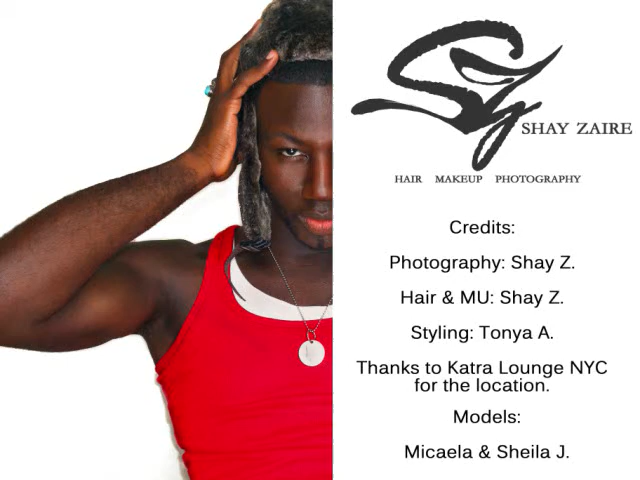 Sz
SHAY ZAIRE
HAIR MAKEUP PHOTOGRAPHY
Credits:
Photography: Shay Z.
Hair & MU: Shay Z.
Styling: Tonya A.
Thanks to Katra Lounge NYC
for the location.
Models:
Micaela & Sheila J.